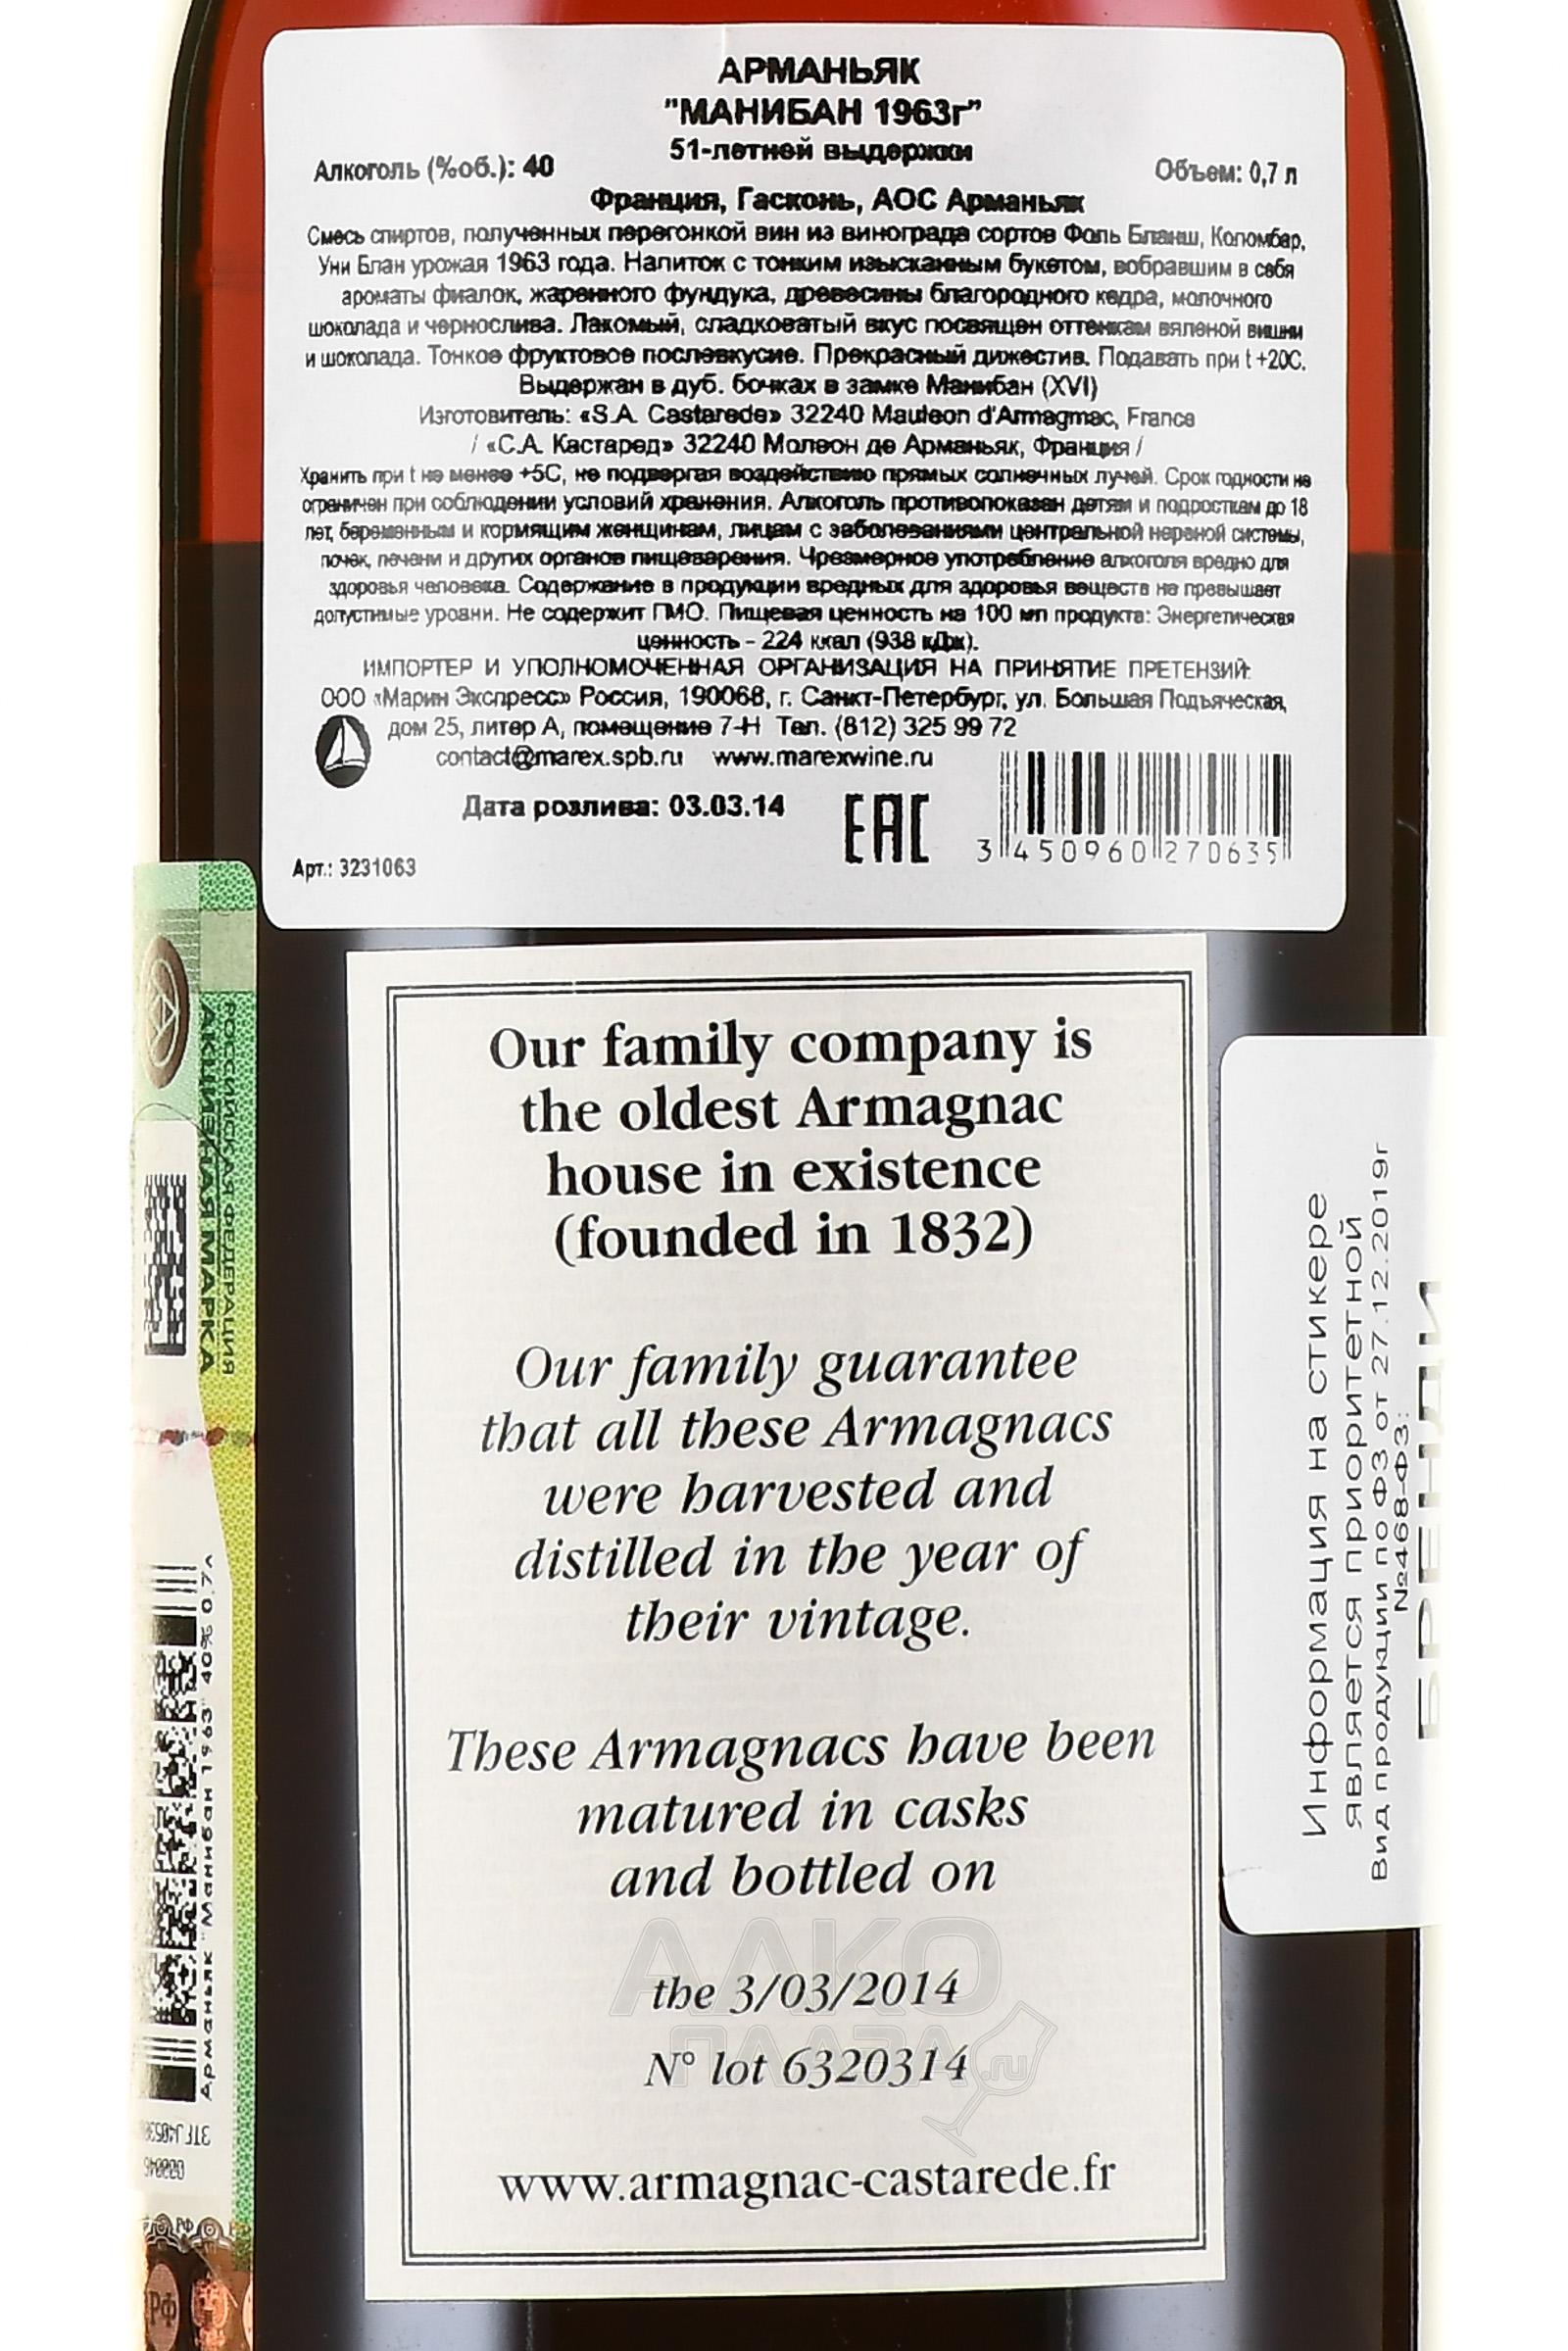 АРМАНЬЯК
"МАНИБАН 1963г"
51-летней выдержки
Алкоголь (%об.): 40
Объем: 0,7 л
Франция, Гасконь, АОС Арманьяк
Смесь спиртов, полученных перегонкой вин из винограда сортов Фоль Бланш, Коломбар,
Уни Блан урожая 1963 года. Напиток с тонким изысканным букетом, вобравшим в себя
ароматы фиалок, жаренного фундука, древесины благородного кедра, молочного
шоколада и чернослива. Лакомый, сладковатый вкус посвящен оттенкам вяленой вишни
и шоколада. Тонкое фруктовое послевкусие. Прекрасный дижестив. Подавать при t +20С.
Выдержан в дуб. бочках в замке Манибан (XVI)
Изготовитель: «S.A. Castarede» 32240 Mauleon d'Armagmac, France
/ «С.А. Кастаред» 32240 Молеон де Арманьяк, Франция /
Хранить при t не менее +5С, не подвергая воздействию прямых солнечных лучей. Срок годности не
ограничен при соблюдении условий хранения. Алкоголь противопоказан детям и подросткам до 18
лет, беременным и кормящим женщинам, лицам с заболеваниями центральной нервной системы,
почек, печени и других органов пищеварения. Чрезмерное употребление алкоголя вредно для
здоровья человека. Содержание в продукции вредных для здоровья веществ не превышает
допустимые уровни. Не содержит ГМО. Пищевая ценность на 100 мл продукта: Энергетическая
ценность - 224 ккал (938 кДж).
ИМПОРТЕР И УПОЛНОМОЧЕННАЯ ОРГАНИЗАЦИЯ НА ПРИНЯТИЕ ПРЕТЕНЗИЙ:
ООО «Марин Экспресс» Россия, 190068, г. Санкт-Петербург, ул. Большая Подъяческая,
дом 25, литер А, помещение 7-Н Тел. (812) 325 99 72
contact@marex.spb.ru www.marexwine.ru
Дата розлива: 03.03.14
EAC
3 450960 270635
Арт.: 3231063
Our family company is
the oldest Armagnac
house in existence
(founded in 1832)
Our family guarantee
that all these Armagnacs
were harvested and
distilled in the year of
their vintage.
These Armagnacs have been
matured in casks
and bottled on
the 3/03/2014
N° lot 6320314
www.armagnac-castarede.fr
АЛКО
ПЛАЗА
.ru
РОССИЙСКАЯ ФЕДЕРАЦИЯ
АКЦИЗНАЯ МАРКА
Арманьяк "Манибан 1963" 40% 0,7л
РФ
Информация на стикере
является приоритетной
Вид продукции по ФЗ от 27.12.2019г
№468-ФЗ:
БРЕНДИ